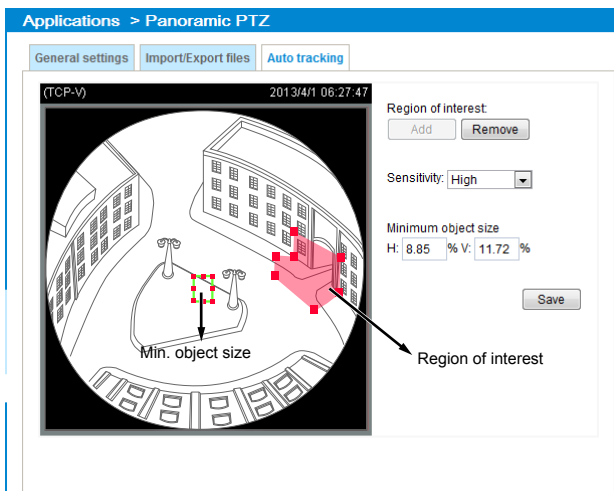 Applications > Panoramic PTZ
General settings
Import/Export files
Auto tracking
(TCP-V)
2013/4/1 06:27:47
Region of interest:
Add
Remove
Sensitivity: High
Minimum object size
H: 8.85 % V: 11.72 %
Save
Min. object size
Region of interest